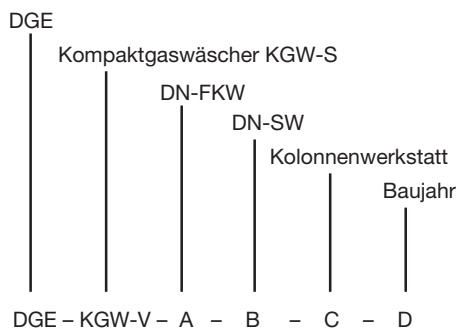 DGE
Kompaktgaswäscher KGW-S
DN-FKW
DN-SW
Kolonnenwerkstatt
Baujahr
DGE – KGW-V – A – B – C – D